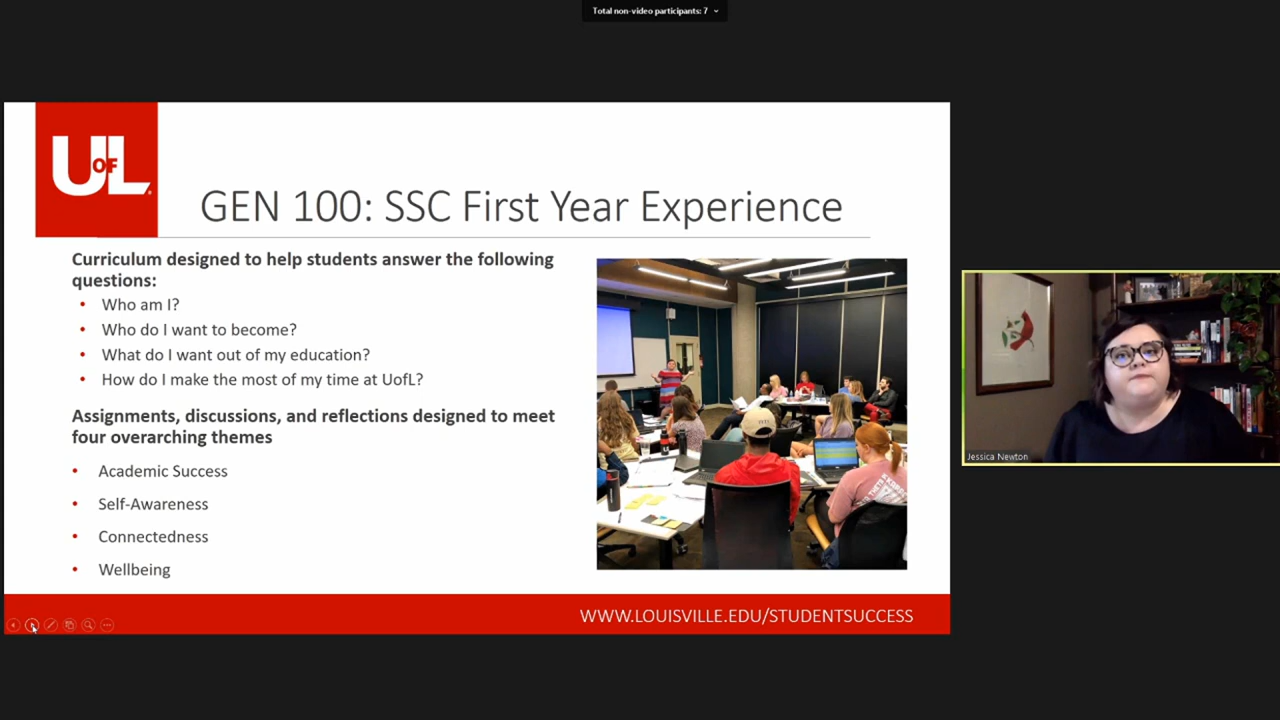 Total non-video participants: 7
UofL
GEN 100: SSC First Year Experience
Curriculum designed to help students answer the following
questions:
• Who am I?
• Who do I want to become?
• What do I want out of my education?
• How do I make the most of my time at UofL?
Assignments, discussions, and reflections designed to meet
four overarching themes
• Academic Success
• Self-Awareness
• Connectedness
• Wellbeing
WWW.LOUISVILLE.EDU/STUDENTSUCCESS
Jessica Newton